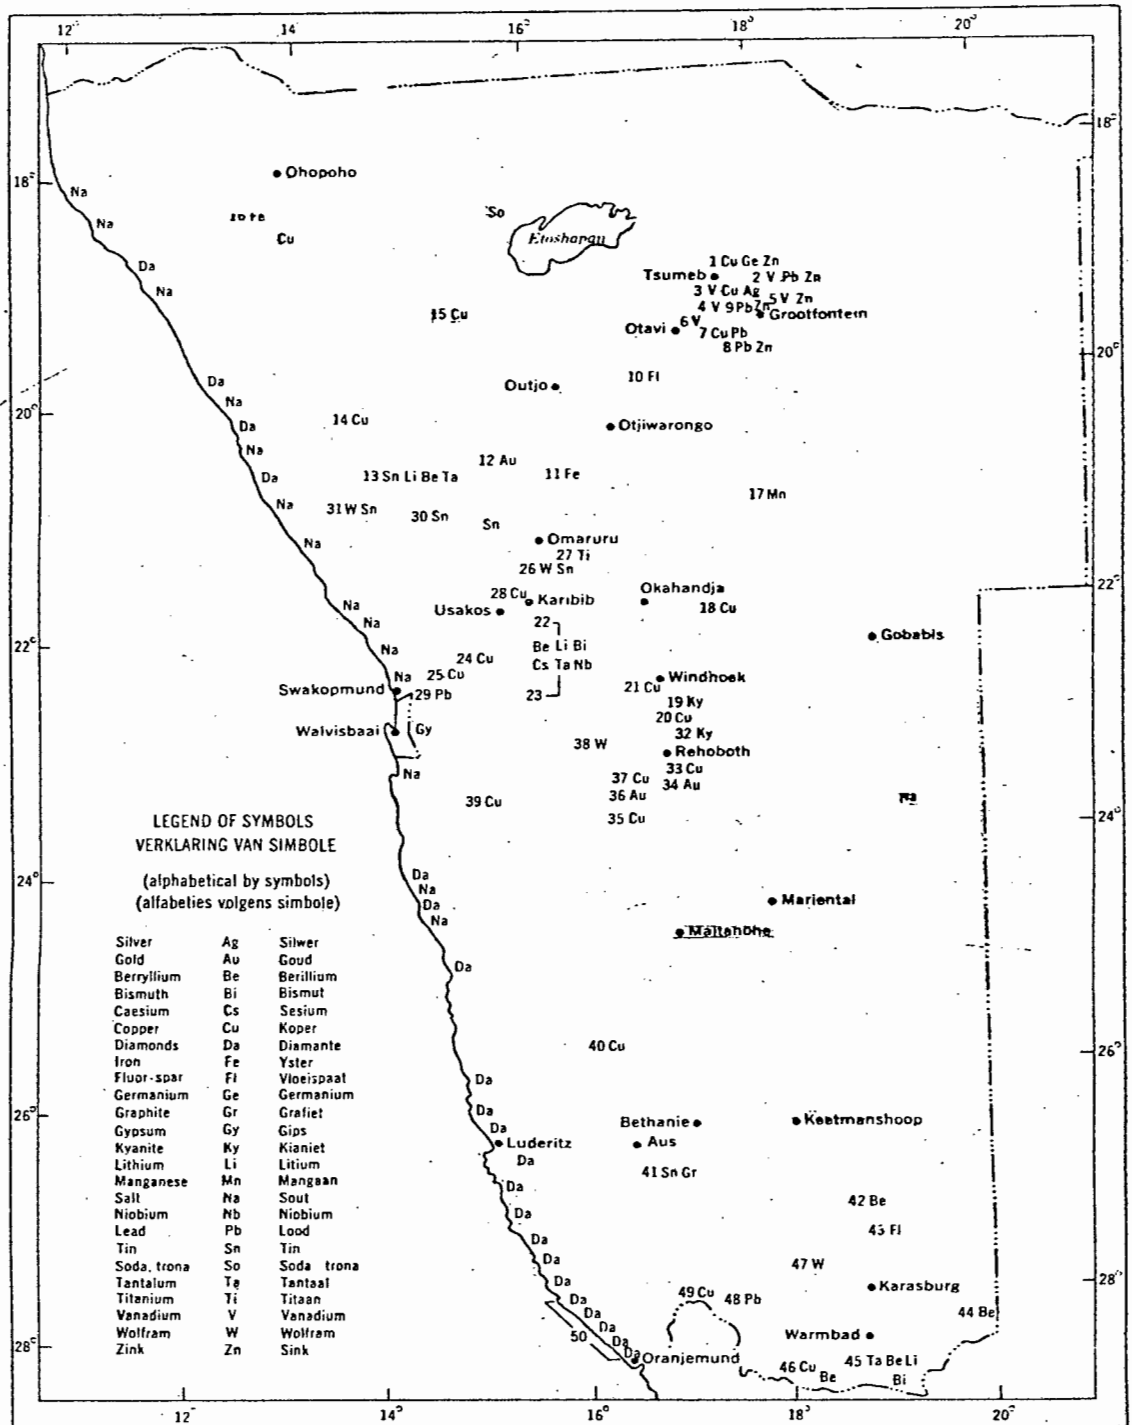 12° 14° 16° 18° 20°
18°
Ohopoho
18°
Na
Na
16 Fe
Cu
So
Etoshapan
Da
Na
1 Cu Ge Zn
Tsumeb
2 V Pb Zn
3 V Cu Ag
5 V Zn
4 V 9 Pb Zn
Grootfontein
15 Cu
6 V
Otavi
7 Cu Pb
8 Pb Zn
20°
10 Fl
Da
Outjo
Na
20°
14 Cu
Da
Otjiwarongo
Na
12 Au
Da
13 Sn Li Be Ta
11 Fe
17 Mn
Na
31 W Sn
30 Sn
Sn
Na
Omaruru
27 Ti
26 W Sn
22°
Okahandja
28 Cu
Karibib
Na
Usakos
18 Cu
Na
22
Gobabis
22°
Na
Be Li Bi
24 Cu
Cs Ta Nb
25 Cu
Na
Windhoek
Swakopmund
29 Pb
23
21 Cu
19 Ky
20 Cu
Walvisbaai
Gy
32 Ky
38 W
Rehoboth
Na
33 Cu
37 Cu
34 Au
39 Cu
36 Au
Na
35 Cu
24°
LEGEND OF SYMBOLS
VERKLARING VAN SIMBOLE
(alphabetical by symbols)
(alfabeties volgens simbole)
24°
Da
Na
Da
Na
Mariental
Maltahöhe
Da
Silver Ag Silwer
Gold Au Goud
Berryllium Be Berillium
Bismuth Bi Bismut
Caesium Cs Sesium
Copper Cu Koper
Diamonds Da Diamante
Iron Fe Yster
Fluor-spar Fl Vloeispaat
Germanium Ge Germanium
Graphite Gr Grafiet
Gypsum Gy Gips
Kyanite Ky Kianiet
Lithium Li Litium
Manganese Mn Mangaan
Salt Na Sout
Niobium Nb Niobium
Lead Pb Lood
Tin Sn Tin
Soda, trona So Soda trona
Tantalum Ta Tantaal
Titanium Ti Titaan
Vanadium V Vanadium
Wolfram W Wolfram
Zink Zn Sink
40 Cu
26°
Da
Da
26°
Da
Bethanie
Keetmanshoop
Luderitz
Aus
Da
41 Sn Gr
Da
42 Be
Da
43 Fl
Da
Da
47 W
Da
Karasburg
28°
49 Cu
48 Pb
Da
44 Be
Da
Da
50
Da
Warmbad
28°
Da
Oranjemund
46 Cu
45 Ta Be Li
Be
Bi
12° 14° 16° 18° 20°